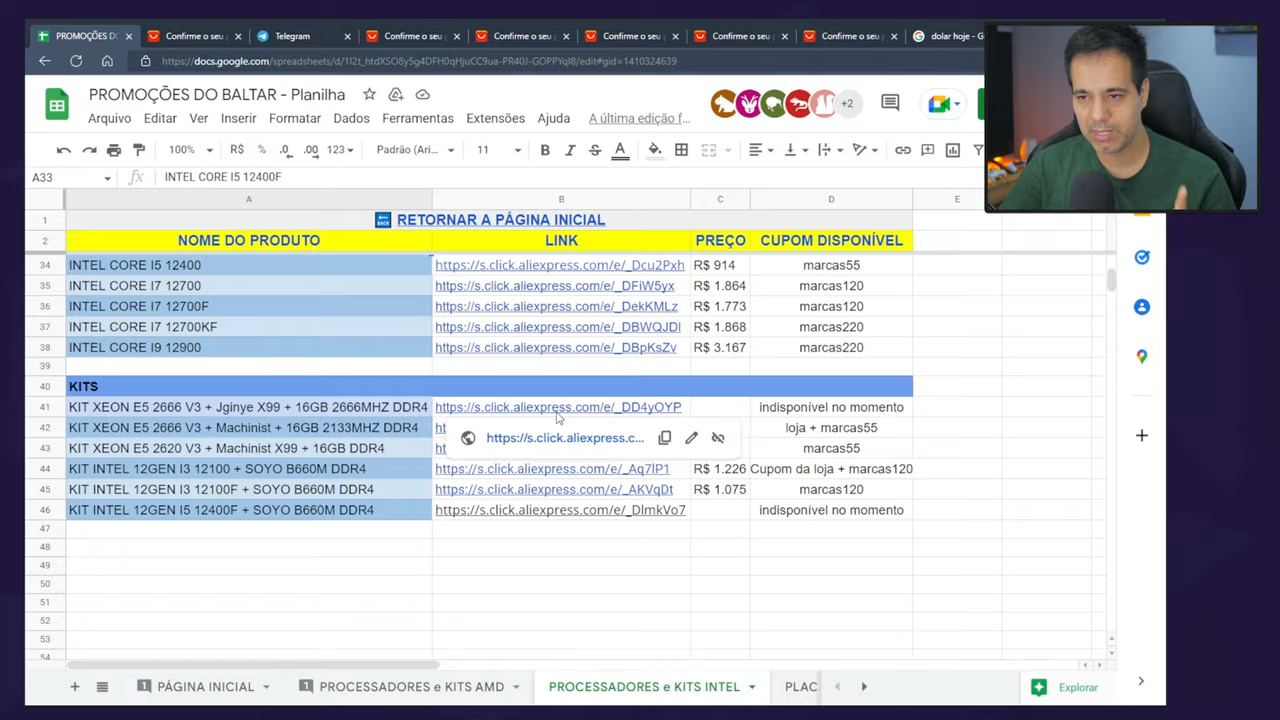 PROMOÇÕES DO
Confirme o seu
Telegram
Confirme o seu
Confirme o seu
Confirme o seu
Confirme o seu
Confirme o seu
dolar hoje - G
https://docs.google.com/spreadsheets/d/1I2t_htdXSO8y5g4DFH0qHjuCC9ua-PR40J-GOPPYqI8/edit#gid=1410324639
PROMOÇÕES DO BALTAR - Planilha
+2
Arquivo Editar Ver Inserir Formatar Dados Ferramentas Extensões Ajuda A última edição f...
100% R$ % .0 .00 123 Padrão (Ari... 11 B I S A
A33 fx INTEL CORE I5 12400F
A B C D E
1 BACK RETORNAR A PÁGINA INICIAL
2 NOME DO PRODUTO LINK PREÇO CUPOM DISPONÍVEL
34 INTEL CORE I5 12400 https://s.click.aliexpress.com/e/_Dcu2Pxh R$ 914 marcas55
35 INTEL CORE I7 12700 https://s.click.aliexpress.com/e/_DFiW5yx R$ 1.864 marcas120
36 INTEL CORE I7 12700F https://s.click.aliexpress.com/e/_DekKMLz R$ 1.773 marcas120
37 INTEL CORE I7 12700KF https://s.click.aliexpress.com/e/_DBWQJDl R$ 1.868 marcas220
38 INTEL CORE I9 12900 https://s.click.aliexpress.com/e/_DBpKsZv R$ 3.167 marcas220
39
40 KITS
41 KIT XEON E5 2666 V3 + Jginye X99 + 16GB 2666MHZ DDR4 https://s.click.aliexpress.com/e/_DD4yOYP indisponível no momento
42 KIT XEON E5 2666 V3 + Machinist + 16GB 2133MHZ DDR4 loja + marcas55
https://s.click.aliexpress.c...
43 KIT XEON E5 2620 V3 + Machinist X99 + 16GB DDR4 marcas55
44 KIT INTEL 12GEN I3 12100 + SOYO B660M DDR4 https://s.click.aliexpress.com/e/_Aq7lP1 R$ 1.226 Cupom da loja + marcas120
45 KIT INTEL 12GEN I3 12100F + SOYO B660M DDR4 https://s.click.aliexpress.com/e/_AKVqDt R$ 1.075 marcas120
46 KIT INTEL 12GEN I5 12400F + SOYO B660M DDR4 https://s.click.aliexpress.com/e/_DlmkVo7 indisponível no momento
47
48
49
50
51
52
53
54
PÁGINA INICIAL PROCESSADORES e KITS AMD PROCESSADORES e KITS INTEL PLAC Explorar